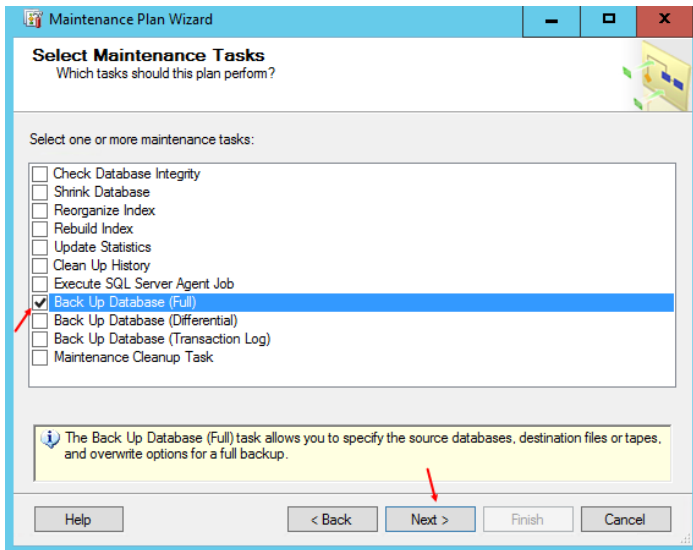 Maintenance Plan Wizard
Select Maintenance Tasks
Which tasks should this plan perform?
Select one or more maintenance tasks:
Check Database Integrity
Shrink Database
Reorganize Index
Rebuild Index
Update Statistics
Clean Up History
Execute SQL Server Agent Job
Back Up Database (Full)
Back Up Database (Differential)
Back Up Database (Transaction Log)
Maintenance Cleanup Task
The Back Up Database (Full) task allows you to specify the source databases, destination files or tapes,
and overwrite options for a full backup.
Help < Back Next > Finish Cancel